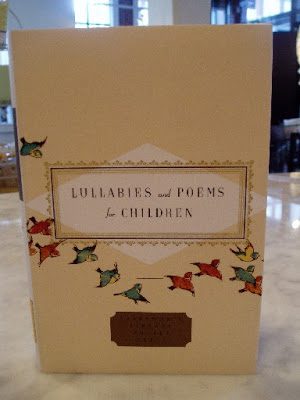 LULLABIES and POEMS
for CHILDREN